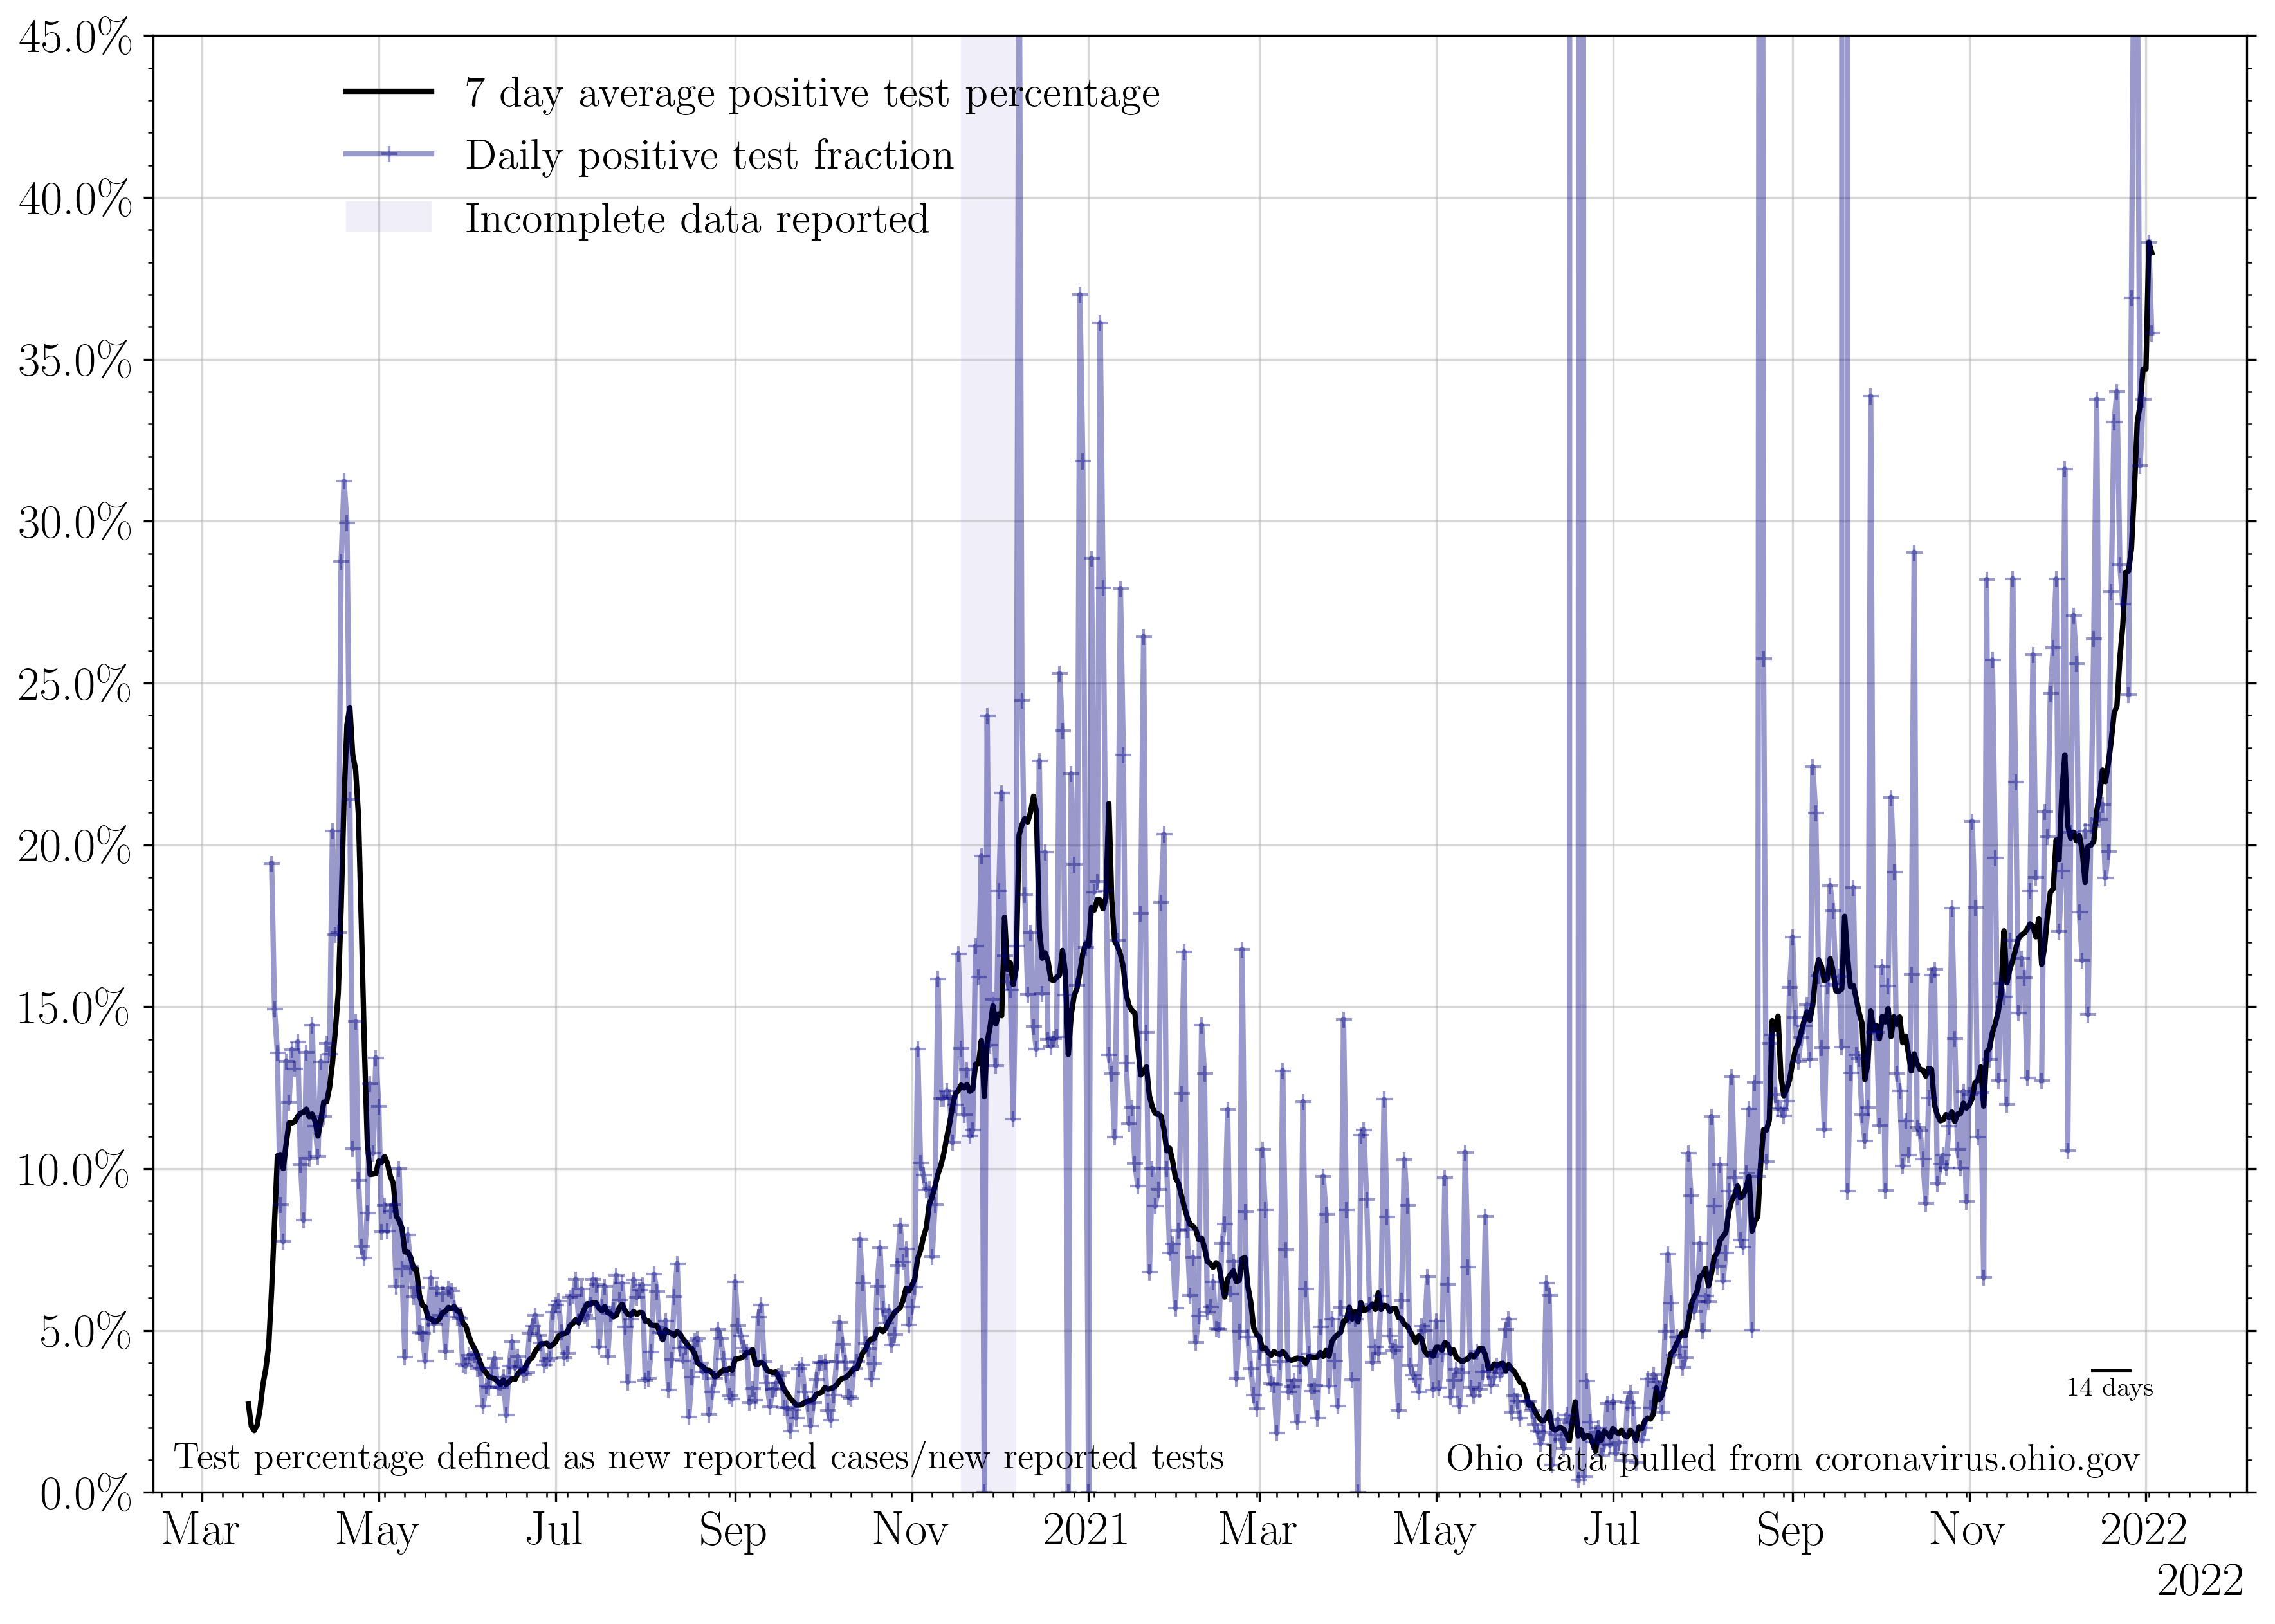 45.0%
40.0%
35.0%
30.0%
25.0%
20.0%
15.0%
10.0%
5.0%
0.0%
7 day average positive test percentage
Daily positive test fraction
Incomplete data reported
14 days
Test percentage defined as new reported cases/new reported tests
Ohio data pulled from coronavirus.ohio.gov
Mar May Jul Sep Nov 2021 Mar May Jul Sep Nov 2022
2022